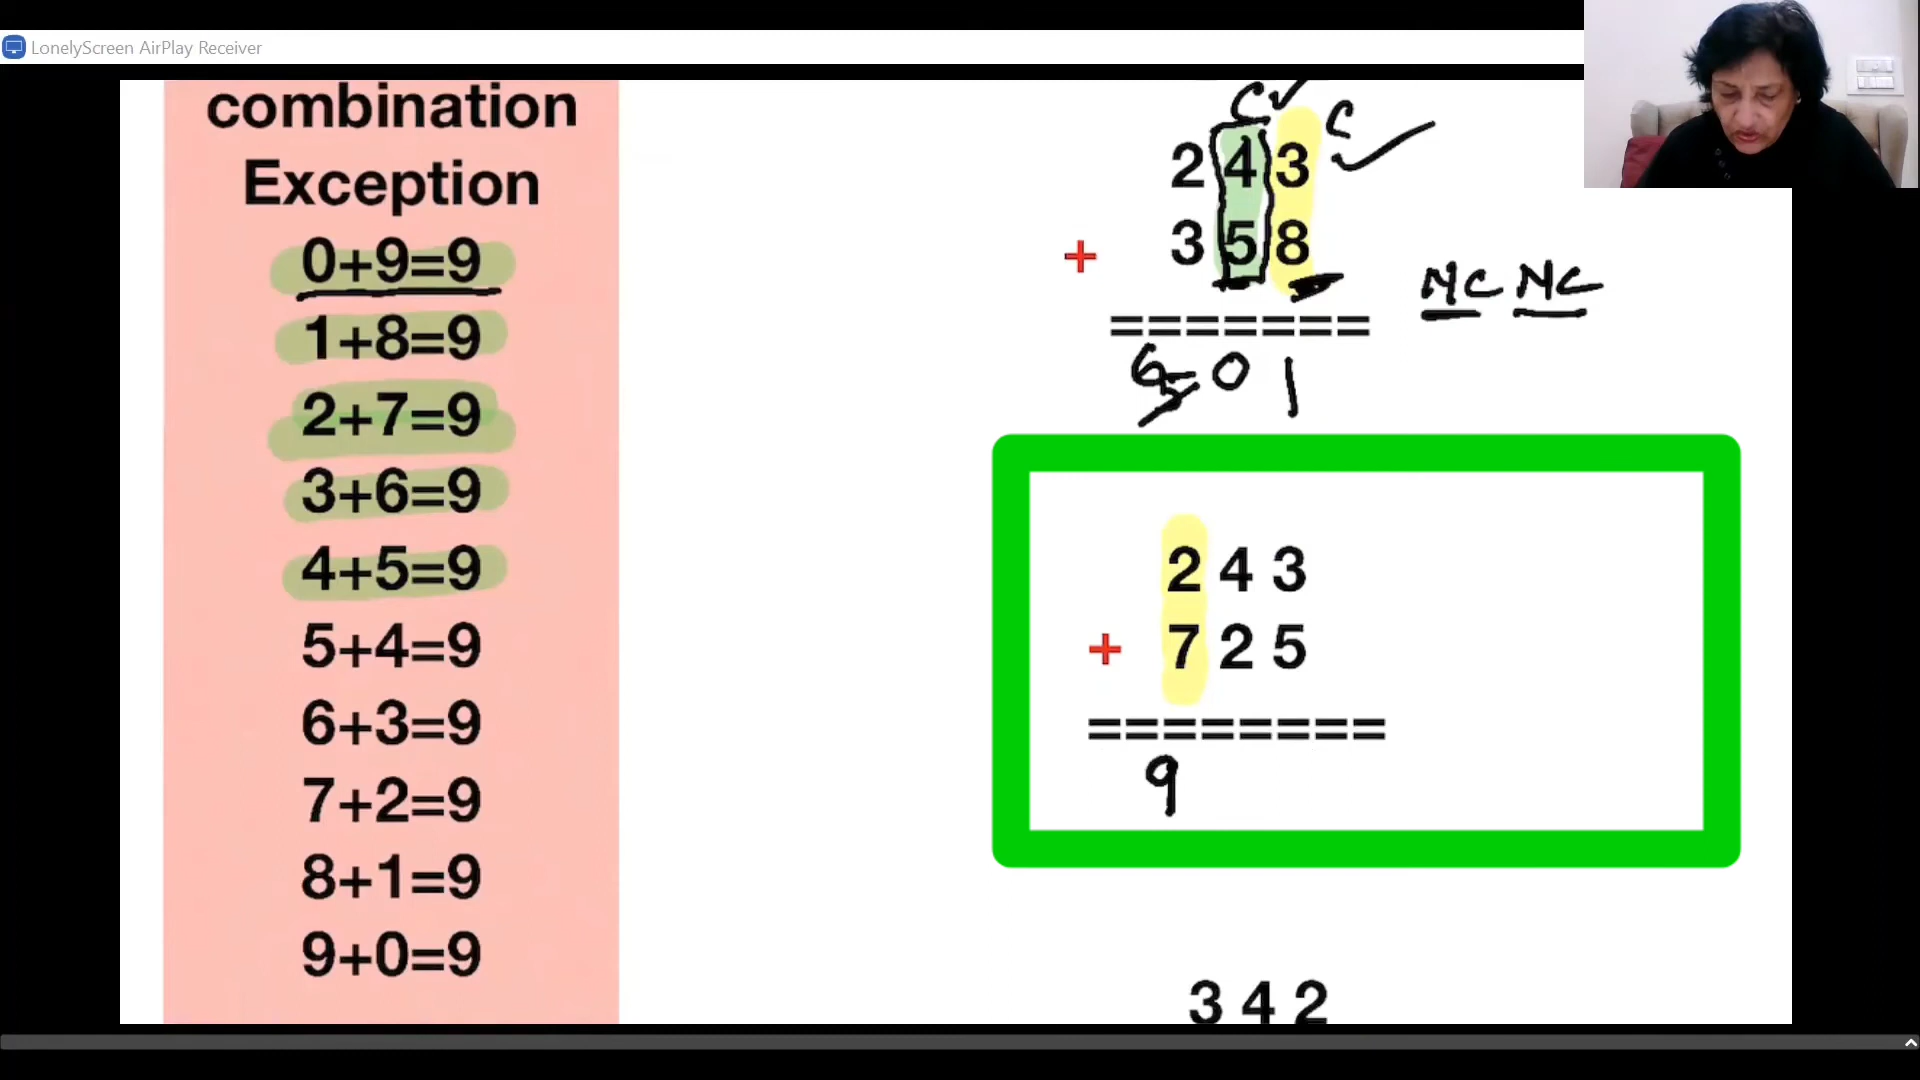 LonelyScreen AirPlay Receiver
combination
Exception
0+9=9
1+8=9
2+7=9
3+6=9
4+5=9
5+4=9
6+3=9
7+2=9
8+1=9
9+0=9
C C
2 4 3
+ 3 5 8
NC NC
=======
6 0 1
2 4 3
+ 7 2 5
========
9
3 4 2